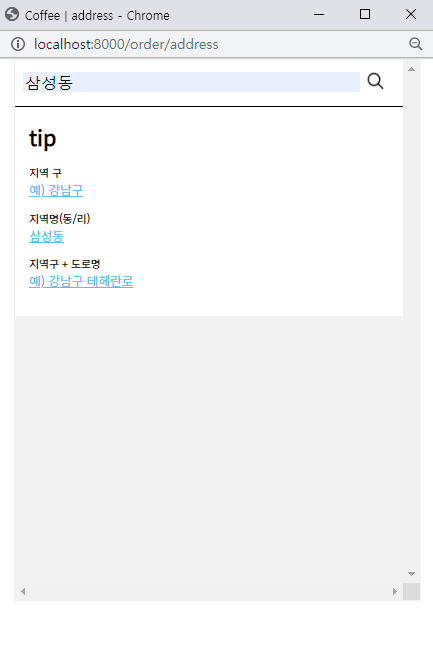 Coffee | address - Chrome
localhost:8000/order/address
삼성동
tip
지역 구
예) 강남구
지역명(동/리)
삼성동
지역구 + 도로명
예) 강남구 테헤란로